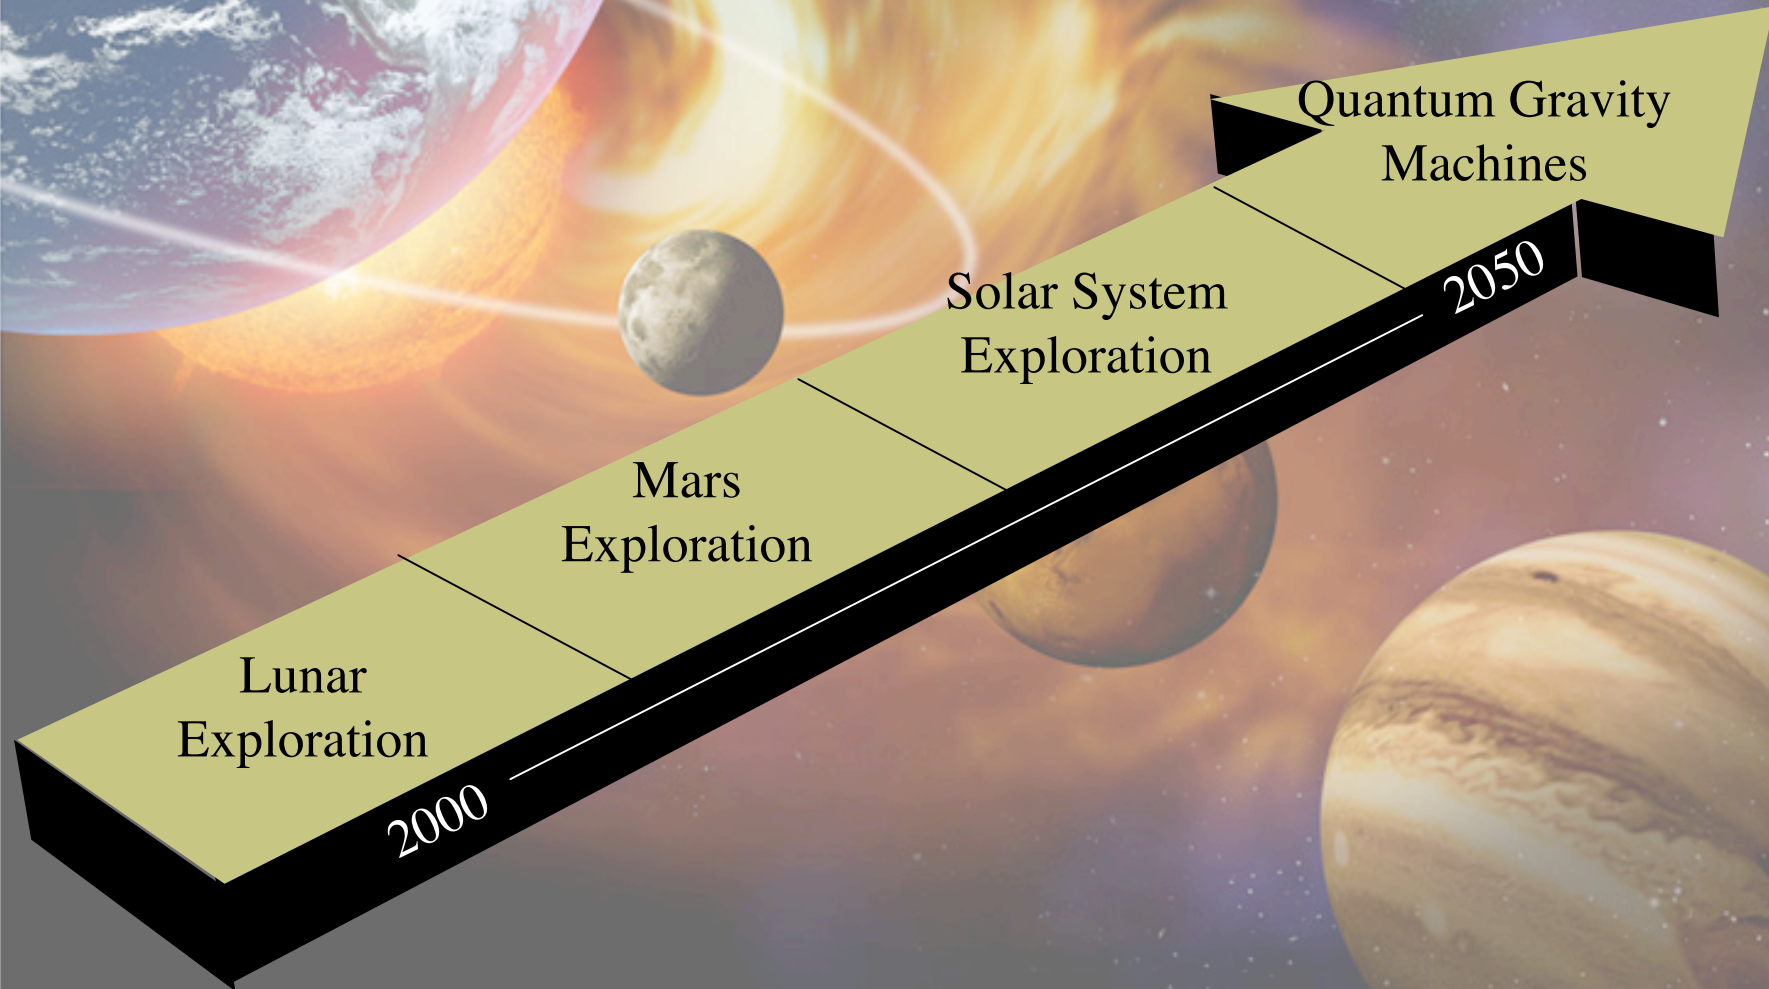 Quantum Gravity
Machines
Solar System
Exploration
2050
Mars
Exploration
Lunar
Exploration
2000